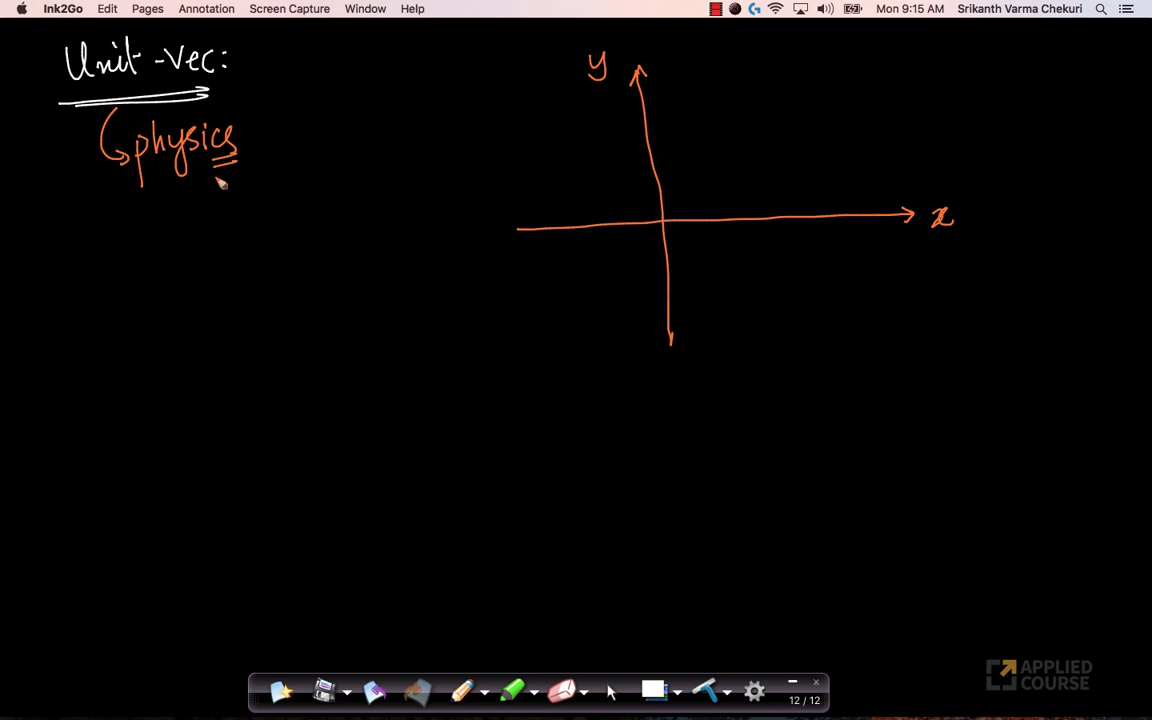 Ink2Go Edit Pages Annotation Screen Capture Window Help Mon 9:15 AM Srikanth Varma Chekuri
Unit-vec:
physics
y
x
12/12
APPLIED
COURSE